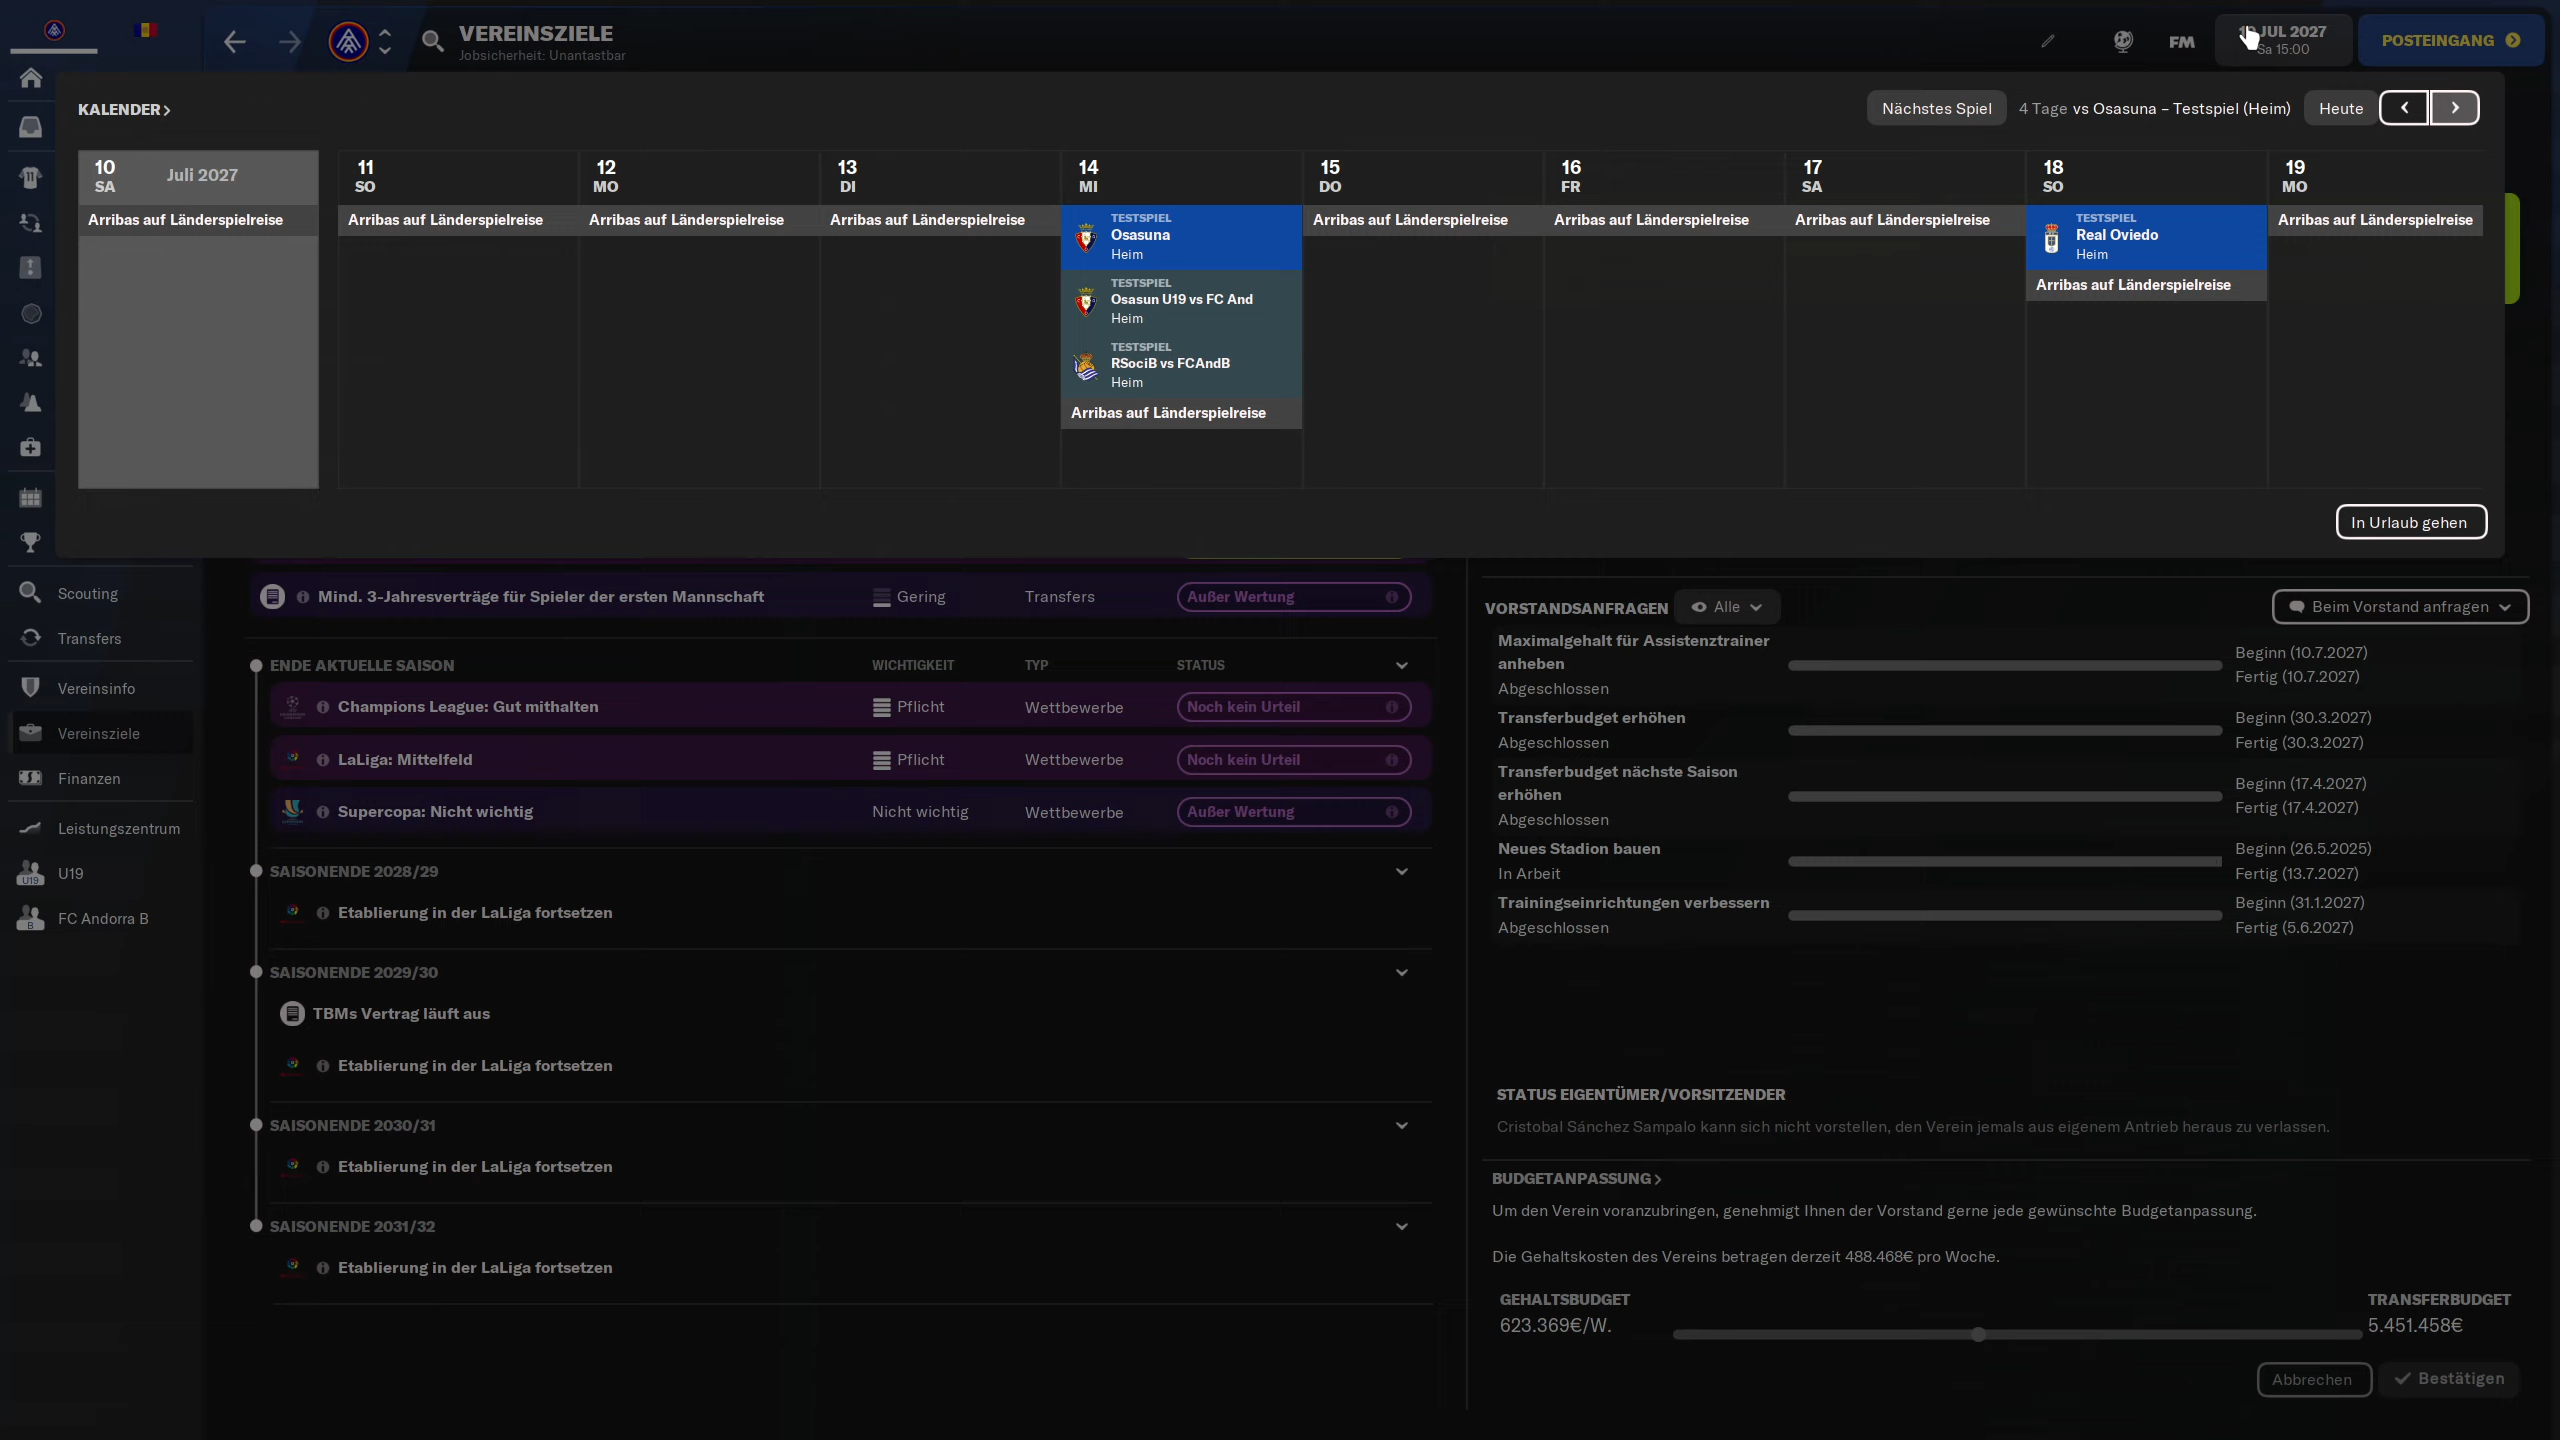 VEREINSZIELE
Jobsicherheit: Unantastbar
FM
JUL 2027
Sa 15:00
POSTEINGANG
KALENDER
Nächstes Spiel
4 Tage vs Osasuna – Testspiel (Heim)
Heute
10 SA
Juli 2027
11 SO
12 MO
13 DI
14 MI
15 DO
16 FR
17 SA
18 SO
19 MO
Arribas auf Länderspielreise
Arribas auf Länderspielreise
Arribas auf Länderspielreise
Arribas auf Länderspielreise
TESTSPIEL
Osasuna
Heim
TESTSPIEL
Osasun U19 vs FC And
Heim
TESTSPIEL
RSociB vs FCAndB
Heim
Arribas auf Länderspielreise
Arribas auf Länderspielreise
Arribas auf Länderspielreise
Arribas auf Länderspielreise
TESTSPIEL
Real Oviedo
Heim
Arribas auf Länderspielreise
Arribas auf Länderspielreise
In Urlaub gehen
Scouting
Transfers
Vereinsinfo
Vereinsziele
Finanzen
Leistungszentrum
U19
U19
B
FC Andorra B
Mind. 3-Jahresverträge für Spieler der ersten Mannschaft
Gering
Transfers
Außer Wertung
ENDE AKTUELLE SAISON
WICHTIGKEIT
TYP
STATUS
Champions League: Gut mithalten
Pflicht
Wettbewerbe
Noch kein Urteil
LaLiga: Mittelfeld
Pflicht
Wettbewerbe
Noch kein Urteil
Supercopa: Nicht wichtig
Nicht wichtig
Wettbewerbe
Außer Wertung
SAISONENDE 2028/29
Etablierung in der LaLiga fortsetzen
SAISONENDE 2029/30
TBMs Vertrag läuft aus
Etablierung in der LaLiga fortsetzen
SAISONENDE 2030/31
Etablierung in der LaLiga fortsetzen
SAISONENDE 2031/32
Etablierung in der LaLiga fortsetzen
VORSTANDSANFRAGEN
Alle
Beim Vorstand anfragen
Maximalgehalt für Assistenztrainer
anheben
Abgeschlossen
Beginn (10.7.2027)
Fertig (10.7.2027)
Transferbudget erhöhen
Abgeschlossen
Beginn (30.3.2027)
Fertig (30.3.2027)
Transferbudget nächste Saison
erhöhen
Abgeschlossen
Beginn (17.4.2027)
Fertig (17.4.2027)
Neues Stadion bauen
In Arbeit
Beginn (26.5.2025)
Fertig (13.7.2027)
Trainingseinrichtungen verbessern
Abgeschlossen
Beginn (31.1.2027)
Fertig (5.6.2027)
STATUS EIGENTÜMER/VORSITZENDER
Cristobal Sánchez Sampalo kann sich nicht vorstellen, den Verein jemals aus eigenem Antrieb heraus zu verlassen.
BUDGETANPASSUNG
Um den Verein voranzubringen, genehmigt Ihnen der Vorstand gerne jede gewünschte Budgetanpassung.
Die Gehaltskosten des Vereins betragen derzeit 488.468€ pro Woche.
GEHALTSBUDGET
623.369€/W.
TRANSFERBUDGET
5.451.458€
Abbrechen
Bestätigen